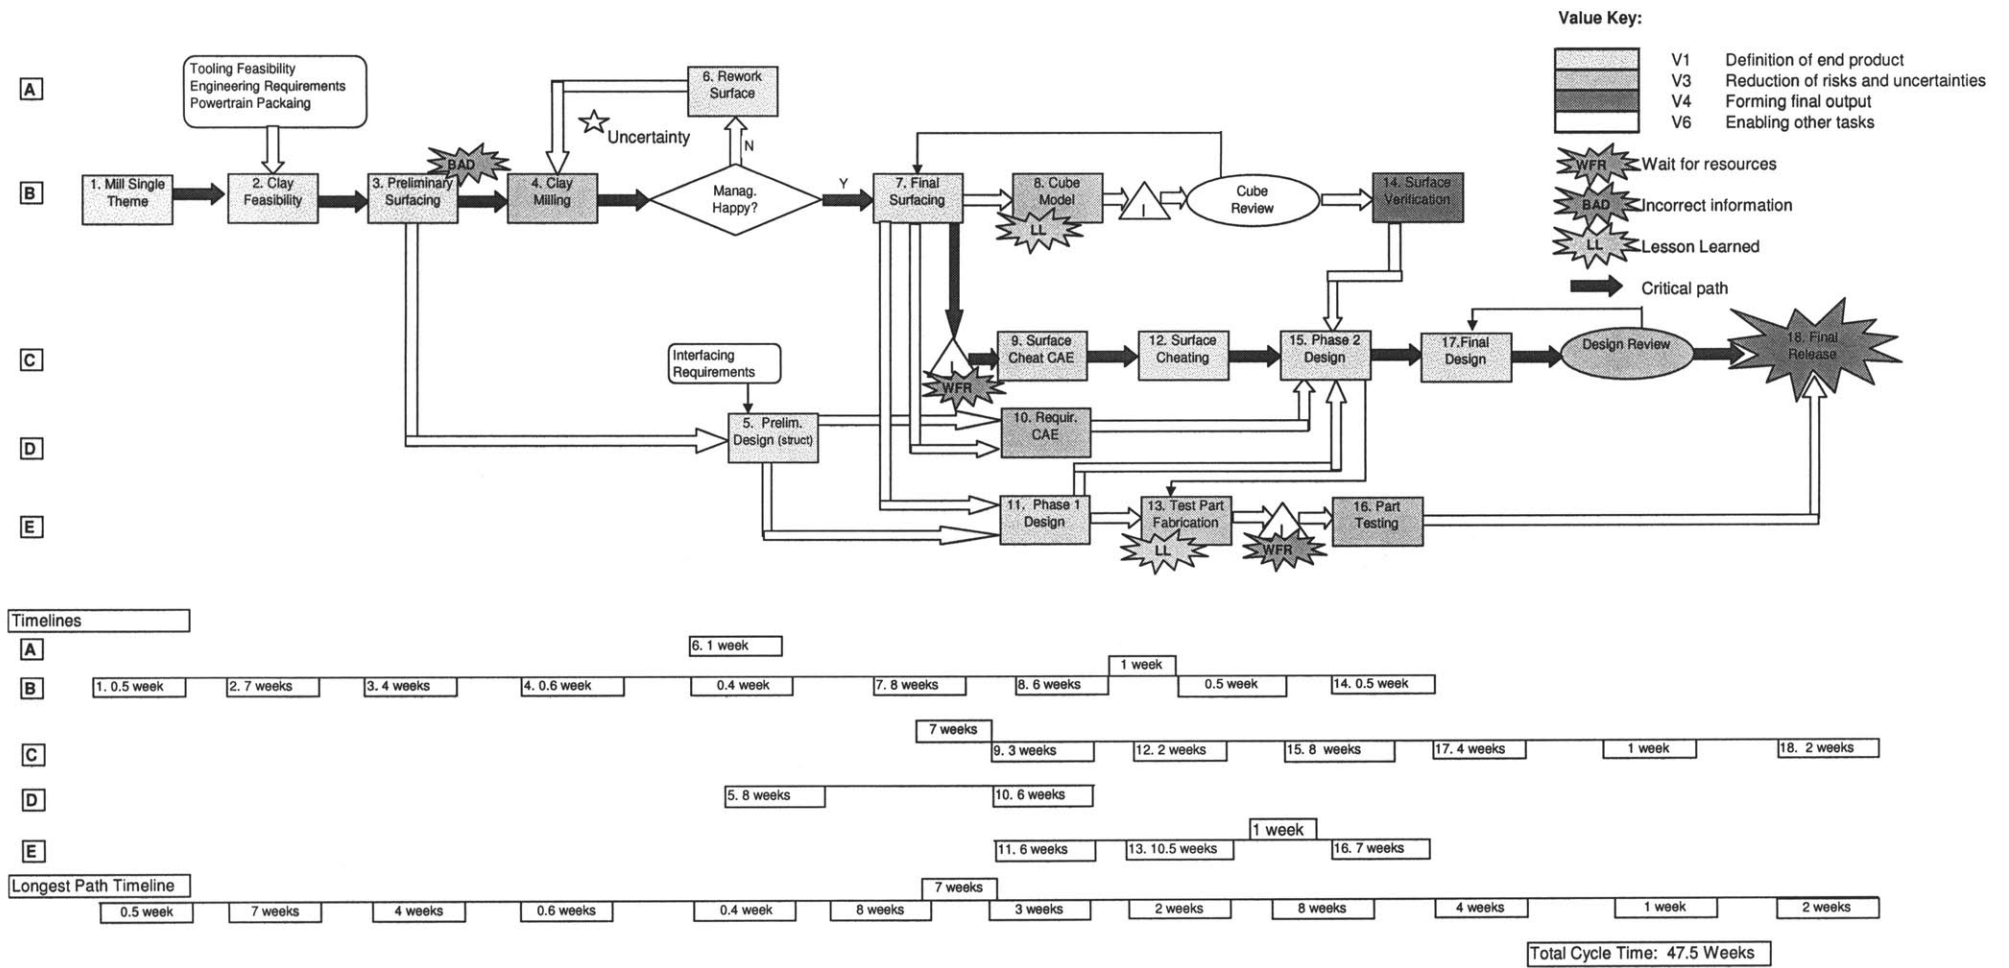 Value Key:
V1 Definition of end product
V3 Reduction of risks and uncertainties
V4 Forming final output
V6 Enabling other tasks
WFR Wait for resources
BAD Incorrect information
LL Lesson Learned
Critical path
A
Tooling Feasibility
Engineering Requirements
Powertrain Packaing
6. Rework
Surface
Uncertainty
N
B
1. Mill Single
Theme
2. Clay
Feasibility
BAD
3. Preliminary
Surfacing
4. Clay
Milling
Manag.
Happy?
Y
7. Final
Surfacing
8. Cube
Model
LL
I
Cube
Review
14. Surface
Verification
C
Interfacing
Requirements
I
WFR
9. Surface
Cheat CAE
12. Surface
Cheating
15. Phase 2
Design
17.Final
Design
Design Review
18. Final
Release
D
5. Prelim.
Design (struct)
10. Requir.
CAE
E
11. Phase 1
Design
13. Test Part
Fabrication
LL
I
WFR
16. Part
Testing
Timelines
A
6. 1 week
B
1 week
1. 0.5 week
2. 7 weeks
3. 4 weeks
4. 0.6 week
0.4 week
7. 8 weeks
8. 6 weeks
0.5 week
14. 0.5 week
C
7 weeks
9. 3 weeks
12. 2 weeks
15. 8 weeks
17. 4 weeks
1 week
18. 2 weeks
D
5. 8 weeks
10. 6 weeks
E
1 week
11. 6 weeks
13. 10.5 weeks
16. 7 weeks
Longest Path Timeline
7 weeks
0.5 week
7 weeks
4 weeks
0.6 weeks
0.4 week
8 weeks
3 weeks
2 weeks
8 weeks
4 weeks
1 week
2 weeks
Total Cycle Time: 47.5 Weeks